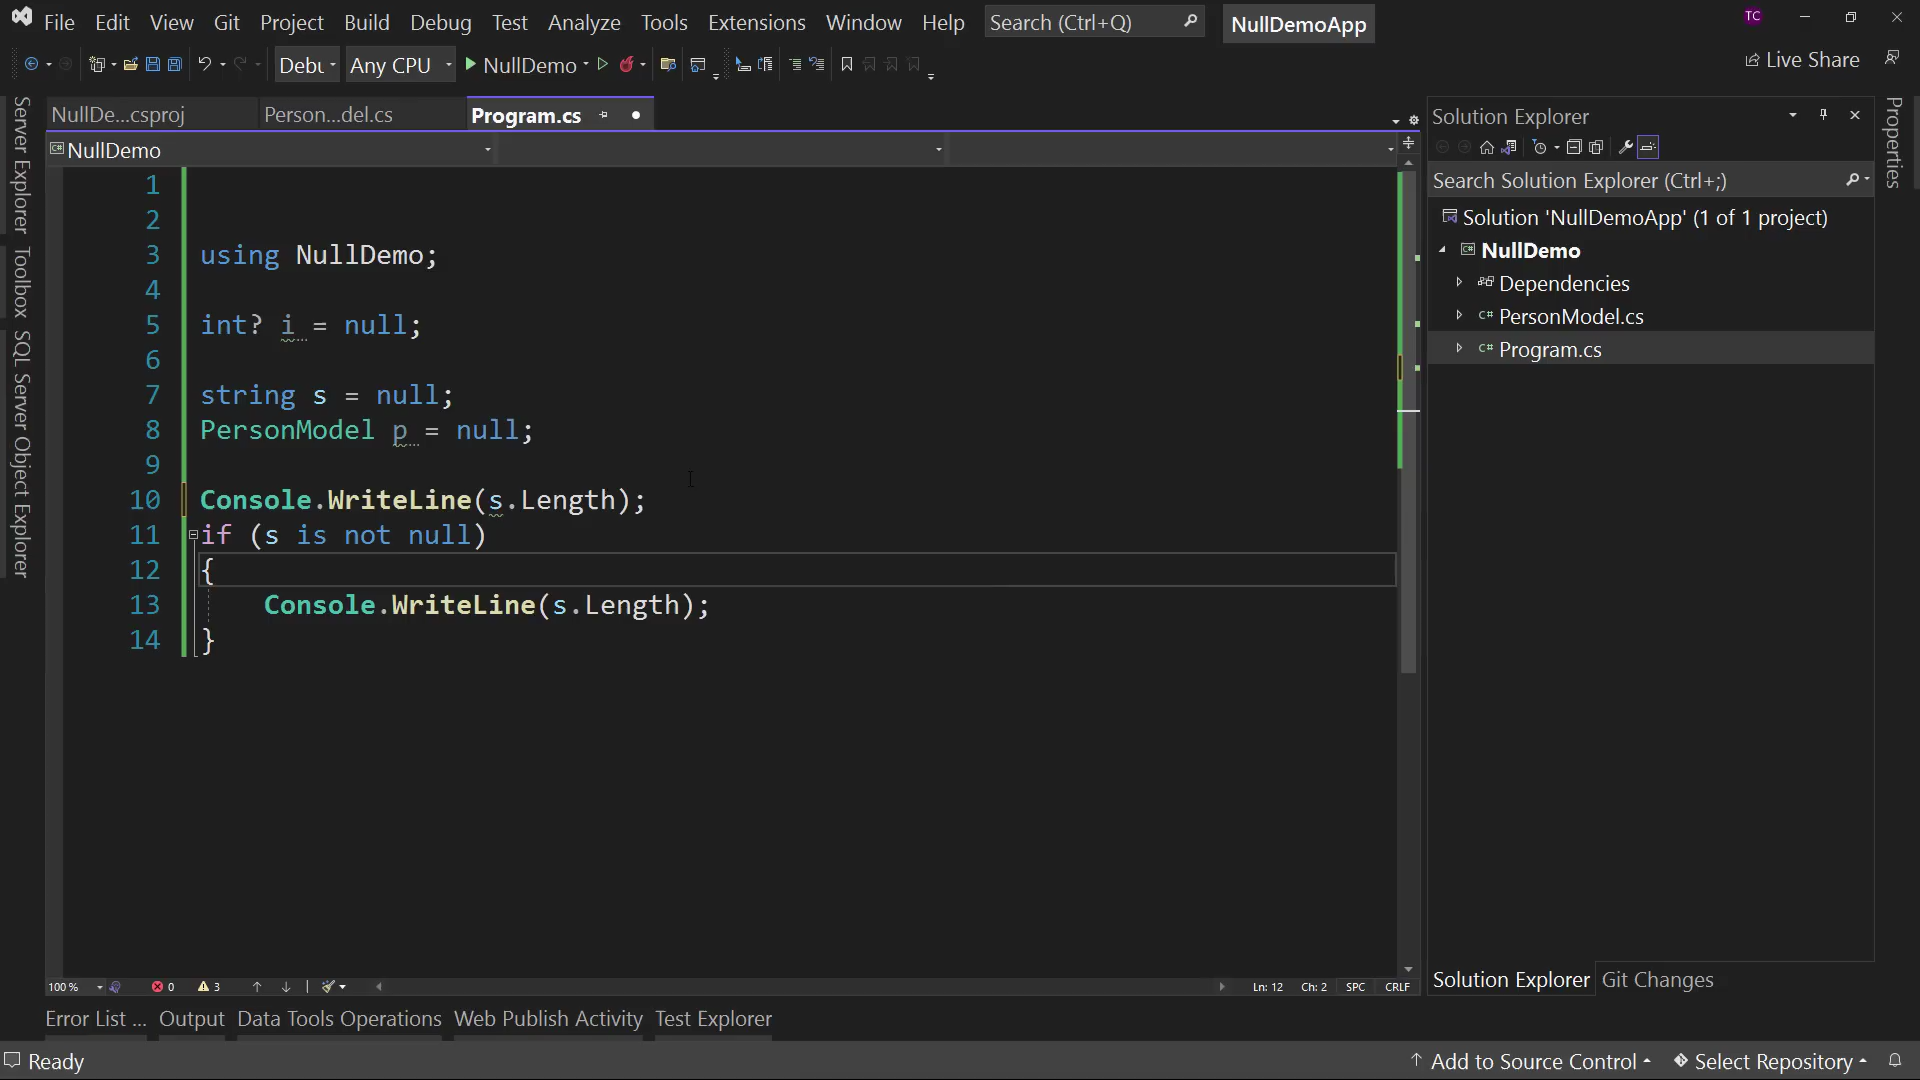 File Edit View Git Project Build Debug Test Analyze Tools Extensions Window Help Search (Ctrl+Q) NullDemoApp TC
Debu Any CPU NullDemo Live Share
NullDe...csproj Person...del.cs Program.cs
NullDemo
1
2
3 using NullDemo;
4
5 int? i = null;
6
7 string s = null;
8 PersonModel p = null;
9
10 Console.WriteLine(s.Length);
11 if (s is not null)
12 {
13 Console.WriteLine(s.Length);
14 }
100 % 0 3 Ln: 12 Ch: 2 SPC CRLF
Error List ... Output Data Tools Operations Web Publish Activity Test Explorer
Ready Add to Source Control Select Repository
Server Explorer
Toolbox
SQL Server Object Explorer
Solution Explorer
Search Solution Explorer (Ctrl+;)
Solution 'NullDemoApp' (1 of 1 project)
C# NullDemo
Dependencies
C# PersonModel.cs
C# Program.cs
Solution Explorer Git Changes
Properties